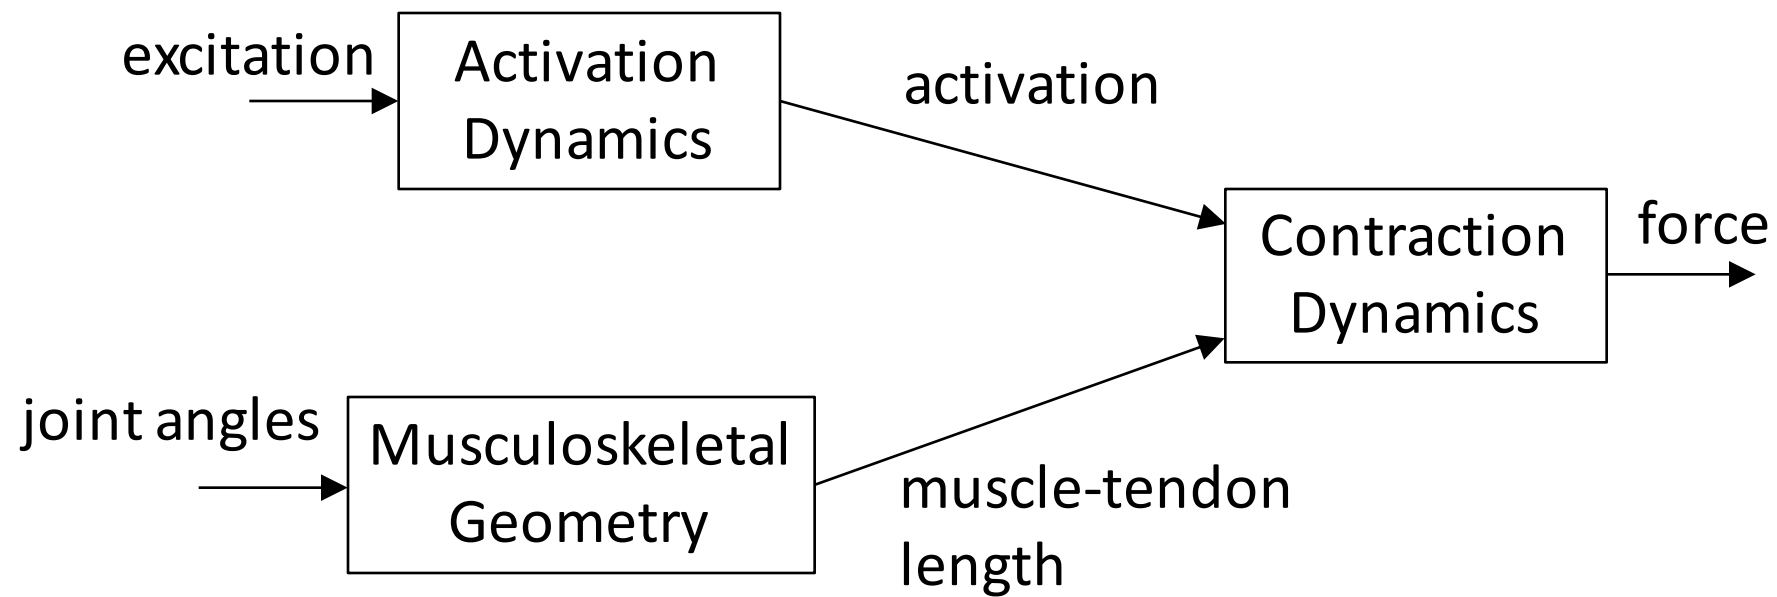 excitation
Activation
Dynamics
activation
Contraction
Dynamics
force
joint angles
Musculoskeletal
Geometry
muscle-tendon
length